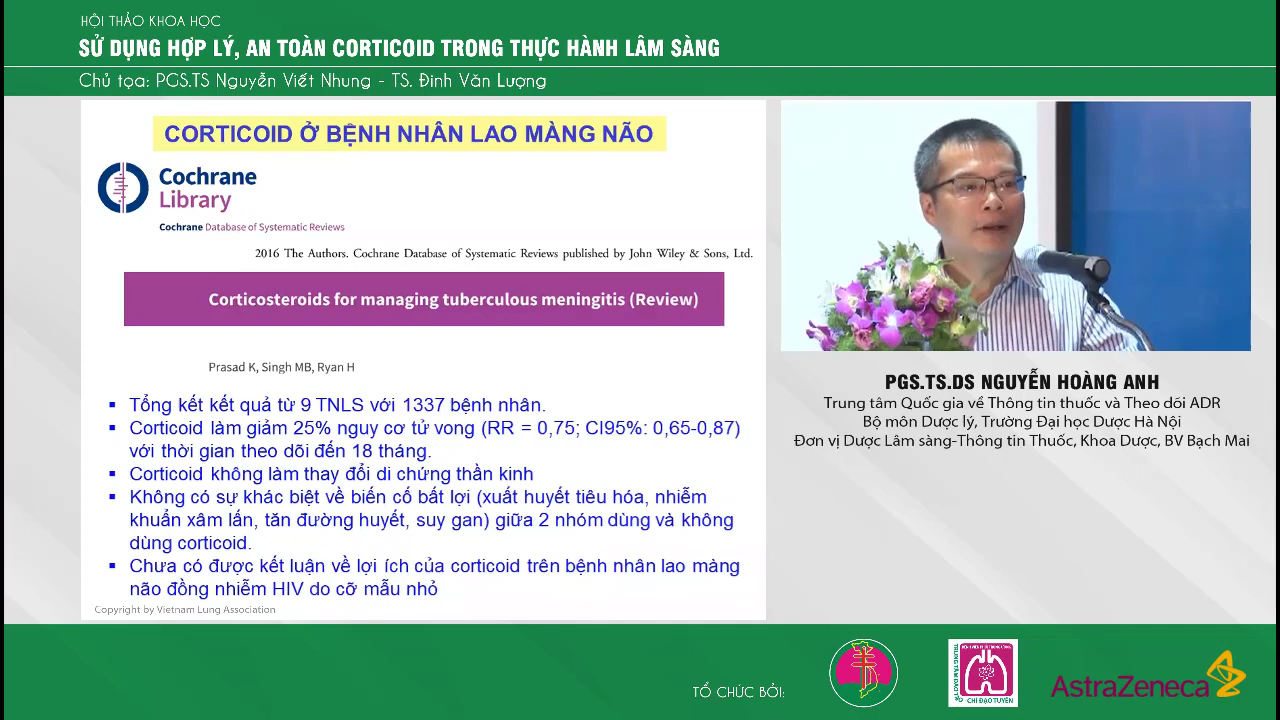 HỘI THẢO KHOA HỌC
SỬ DỤNG HỢP LÝ, AN TOÀN CORTICOID TRONG THỰC HÀNH LÂM SÀNG
Chủ tọa: PGS.TS Nguyễn Viết Nhung - TS. Đinh Văn Lượng
CORTICOID Ở BỆNH NHÂN LAO MÀNG NÃO
Cochrane
Library
Cochrane Database of Systematic Reviews
2016 The Authors. Cochrane Database of Systematic Reviews published by John Wiley & Sons, Ltd.
Corticosteroids for managing tuberculous meningitis (Review)
Prasad K, Singh MB, Ryan H
▪ Tổng kết kết quả từ 9 TNLS với 1337 bệnh nhân.
▪ Corticoid làm giảm 25% nguy cơ tử vong (RR = 0,75; CI95%: 0,65-0,87)
với thời gian theo dõi đến 18 tháng.
▪ Corticoid không làm thay đổi di chứng thần kinh
▪ Không có sự khác biệt về biến cố bất lợi (xuất huyết tiêu hóa, nhiễm
khuẩn xâm lấn, tăn đường huyết, suy gan) giữa 2 nhóm dùng và không
dùng corticoid.
▪ Chưa có được kết luận về lợi ích của corticoid trên bệnh nhân lao màng
não đồng nhiễm HIV do cỡ mẫu nhỏ
Copyright by Vietnam Lung Association
PGS.TS.DS NGUYỄN HOÀNG ANH
Trung tâm Quốc gia về Thông tin thuốc và Theo dõi ADR
Bộ môn Dược lý, Trường Đại học Dược Hà Nội
Đơn vị Dược Lâm sàng-Thông tin Thuốc, Khoa Dược, BV Bạch Mai
TỔ CHỨC BỞI:
CHỈ ĐẠO TUYẾN
AstraZeneca